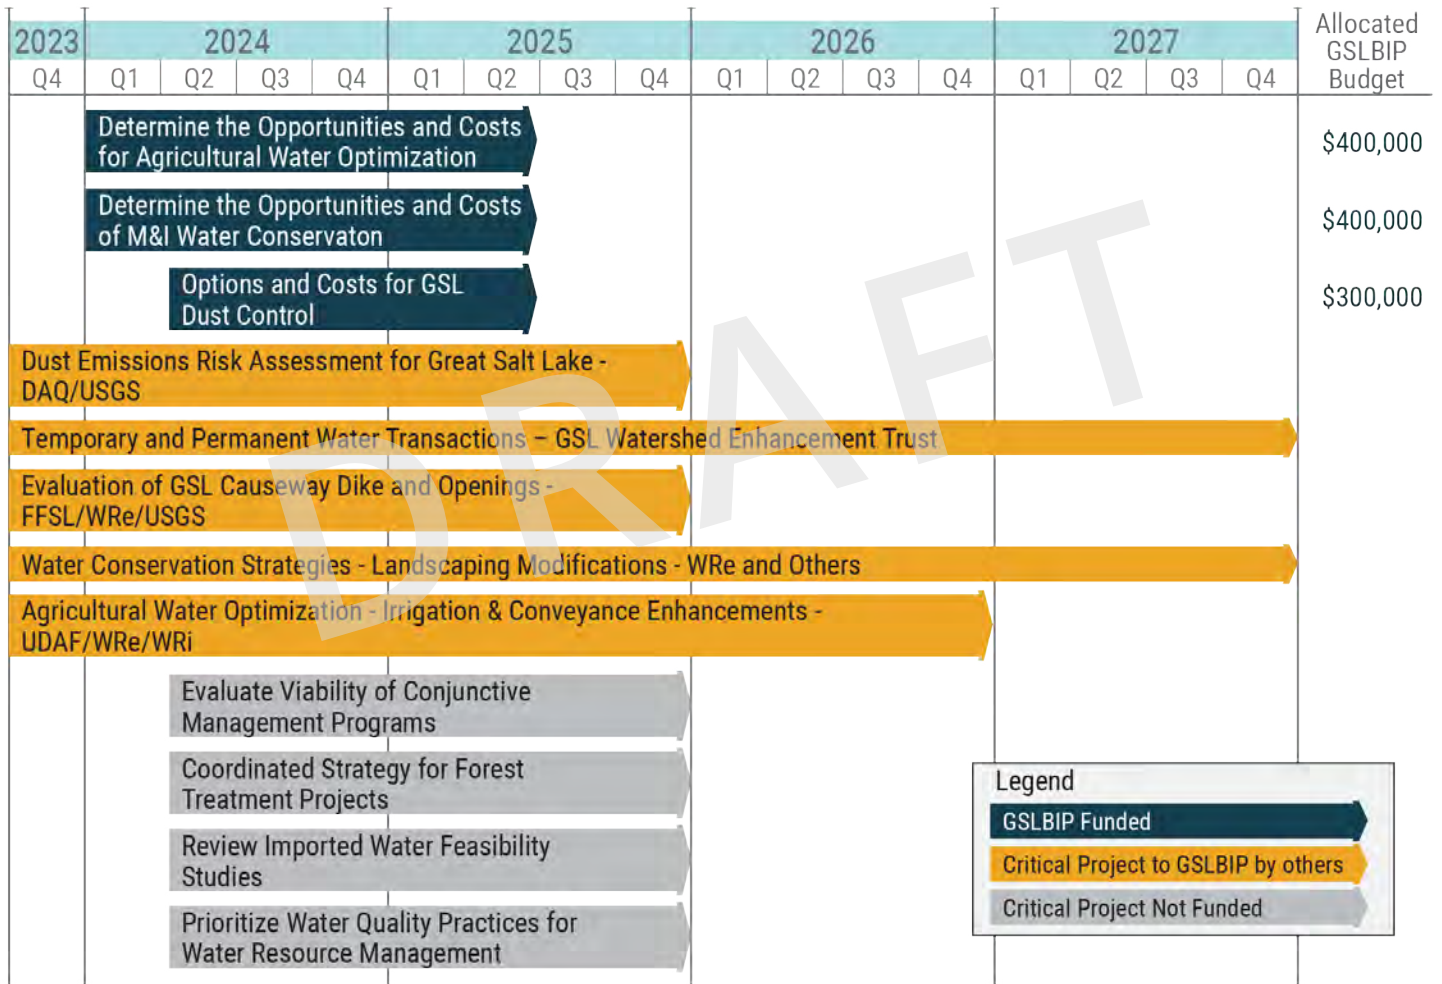 2023 2024 2025 2026 2027 Allocated
GSLBIP
Budget
Q4 Q1 Q2 Q3 Q4 Q1 Q2 Q3 Q4 Q1 Q2 Q3 Q4 Q1 Q2 Q3 Q4
Determine the Opportunities and Costs
for Agricultural Water Optimization
$400,000
Determine the Opportunities and Costs
of M&I Water Conservaton
$400,000
Options and Costs for GSL
Dust Control
$300,000
Dust Emissions Risk Assessment for Great Salt Lake -
DAQ/USGS
Temporary and Permanent Water Transactions – GSL Watershed Enhancement Trust
Evaluation of GSL Causeway Dike and Openings -
FFSL/WRe/USGS
Water Conservation Strategies - Landscaping Modifications - WRe and Others
Agricultural Water Optimization - Irrigation & Conveyance Enhancements -
UDAF/WRe/WRi
Evaluate Viability of Conjunctive
Management Programs
Coordinated Strategy for Forest
Treatment Projects
Review Imported Water Feasibility
Studies
Prioritize Water Quality Practices for
Water Resource Management
Legend
GSLBIP Funded
Critical Project to GSLBIP by others
Critical Project Not Funded
DRAFT